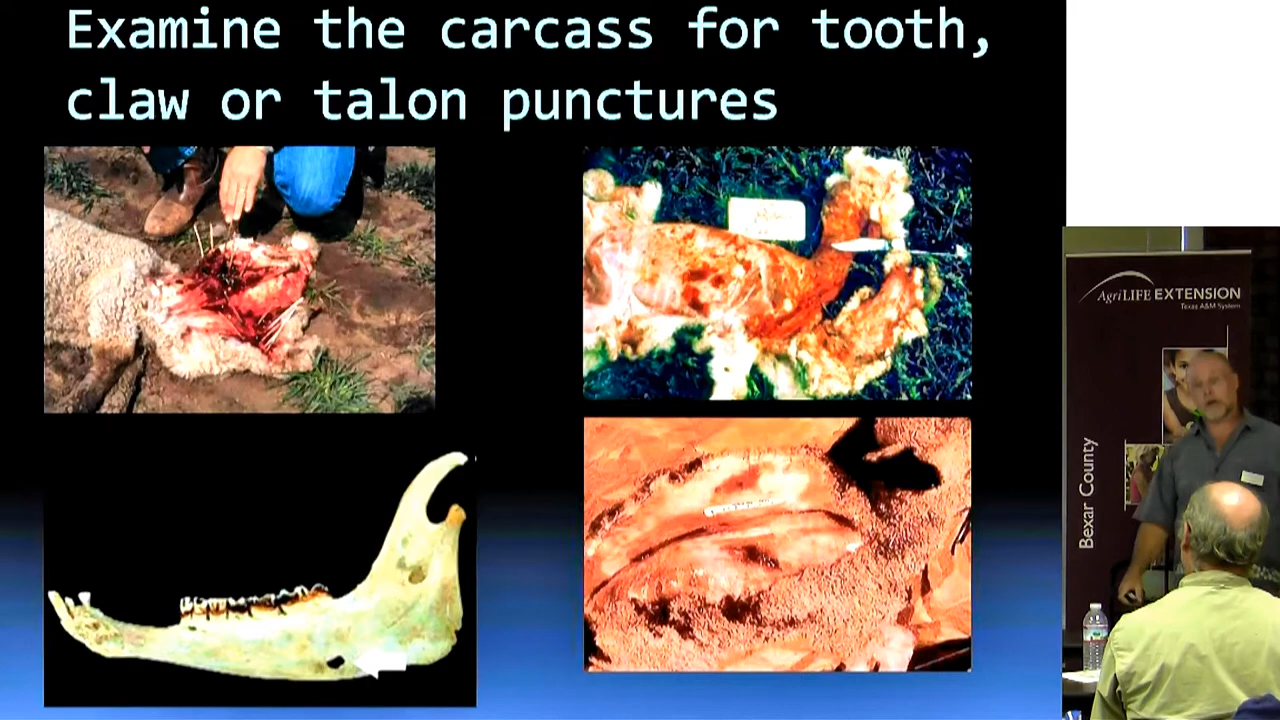 Examine the carcass for tooth,
claw or talon punctures
AgriLIFE EXTENSION
Texas A&M System
Bexar County